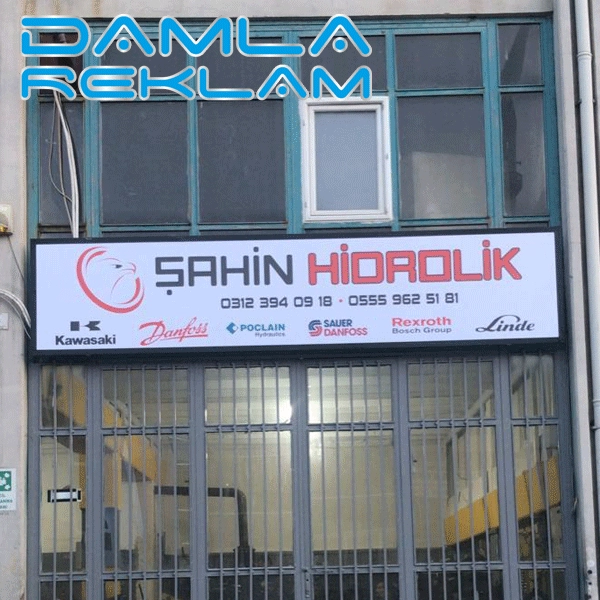 DAMLA
REKLAM
ŞAHİN HİDROLİK
0312 394 09 18 • 0555 962 51 81
Kawasaki
Danfoss
POCLAIN
Hydraulics
SAUER
DANFOSS
Rexroth
Bosch Group
Linde